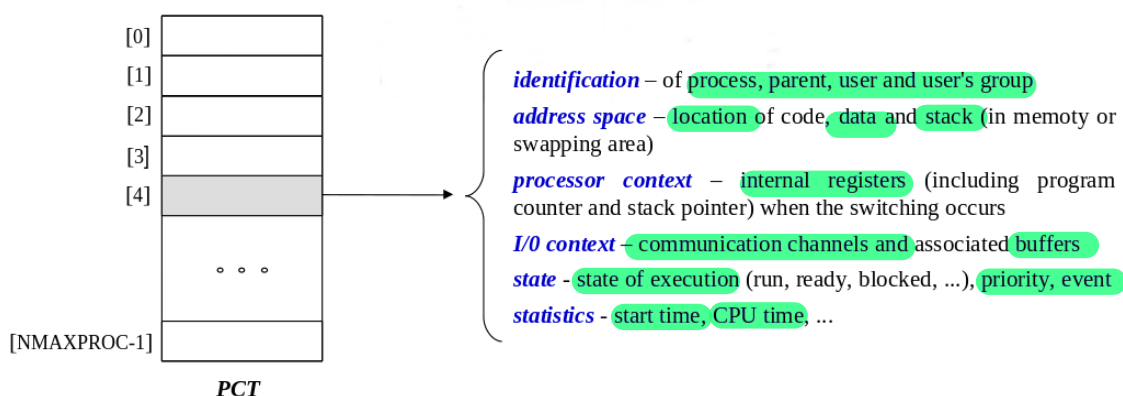 [0]
[1]
[2]
[3]
[4]
[NMAXPROC-1]
PCT
identification – of process, parent, user and user's group
address space – location of code, data and stack (in memoty or
swapping area)
processor context – internal registers (including program
counter and stack pointer) when the switching occurs
I/0 context – communication channels and associated buffers
state - state of execution (run, ready, blocked, ...), priority, event
statistics - start time, CPU time, ...